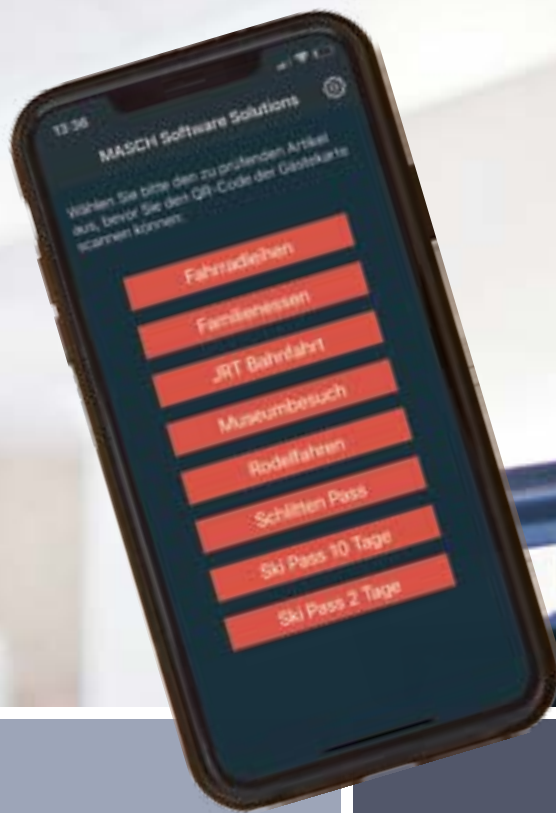 13:36
MASCH Software Solutions
Wählen Sie bitte den zu prüfenden Artikel
aus, bevor Sie den QR-Code der Gästekarte
scannen können:
Fahrradleihen
Familienessen
JRT Bahnfahrt
Museumbesuch
Rodelfahren
Schlitten Pass
Ski Pass 10 Tage
Ski Pass 2 Tage